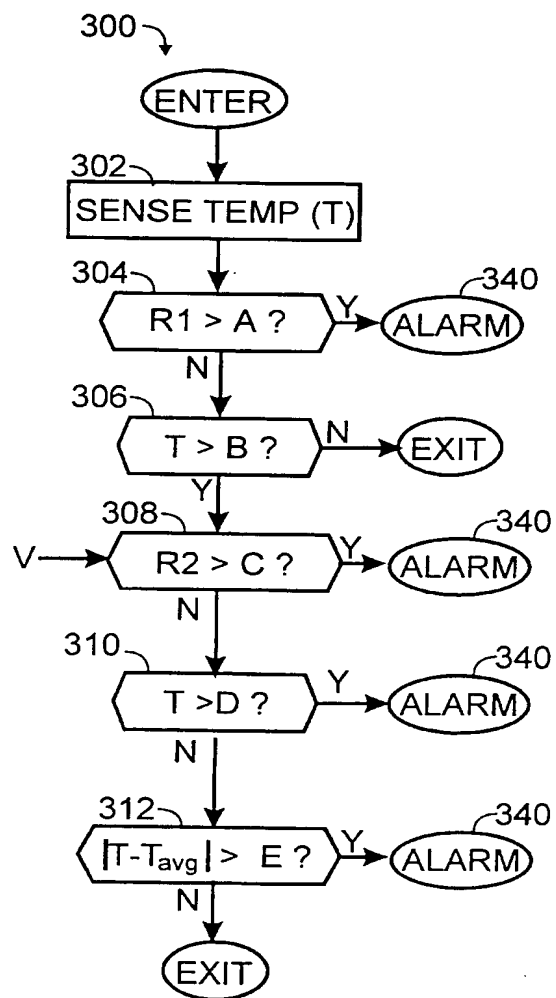 300
ENTER
302
SENSE TEMP (T)
304
R1 > A ?
Y
340
ALARM
N
306
T > B ?
N
EXIT
Y
308
V
R2 > C ?
Y
340
ALARM
N
310
T >D ?
Y
340
ALARM
N
312
|T-Tavg| > E ?
Y
340
ALARM
N
EXIT